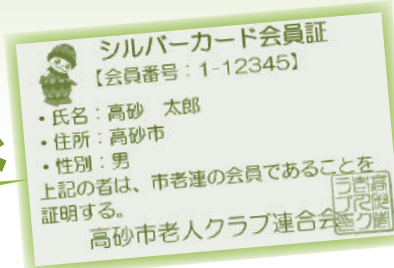 シルバーカード会員証
【会員番号：1-12345】
・氏名：高砂　太郎
・住所：高砂市
・性別：男
上記の者は、市老連の会員であることを
証明する。
高砂市老人クラブ連合会